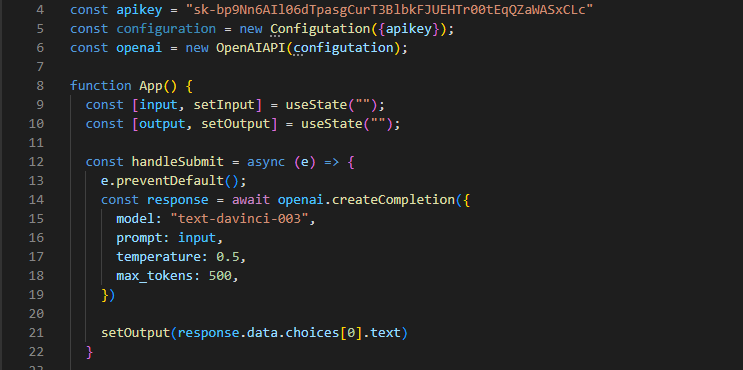 4 const apikey = "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"
5 const configuration = new Configutation({apikey});
6 const openai = new OpenAIAPI(configutation);
7
8 function App() {
9 const [input, setInput] = useState("");
10 const [output, setOutput] = useState("");
11
12 const handleSubmit = async (e) => {
13 e.preventDefault();
14 const response = await openai.createCompletion({
15 model: "text-davinci-003",
16 prompt: input,
17 temperature: 0.5,
18 max_tokens: 500,
19 })
20
21 setOutput(response.data.choices[0].text)
22 }